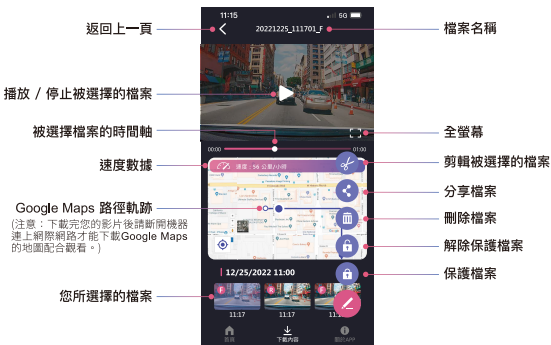 返回上一頁
播放 / 停止被選擇的檔案
被選擇檔案的時間軸
速度數據
Google Maps 路徑軌跡
(注意：下載完您的影片後請斷開機器
連上網際網路才能下載Google Maps
的地圖配合觀看。)
您所選擇的檔案
11:15
5G
20221225_111701_F
00:00
01:00
速度：56 公里/小時
12/25/2022 11:00
F
R
F
11:17
11:17
11:17
首頁
下載內容
關於APP
檔案名稱
全螢幕
剪輯被選擇的檔案
分享檔案
刪除檔案
解除保護檔案
保護檔案